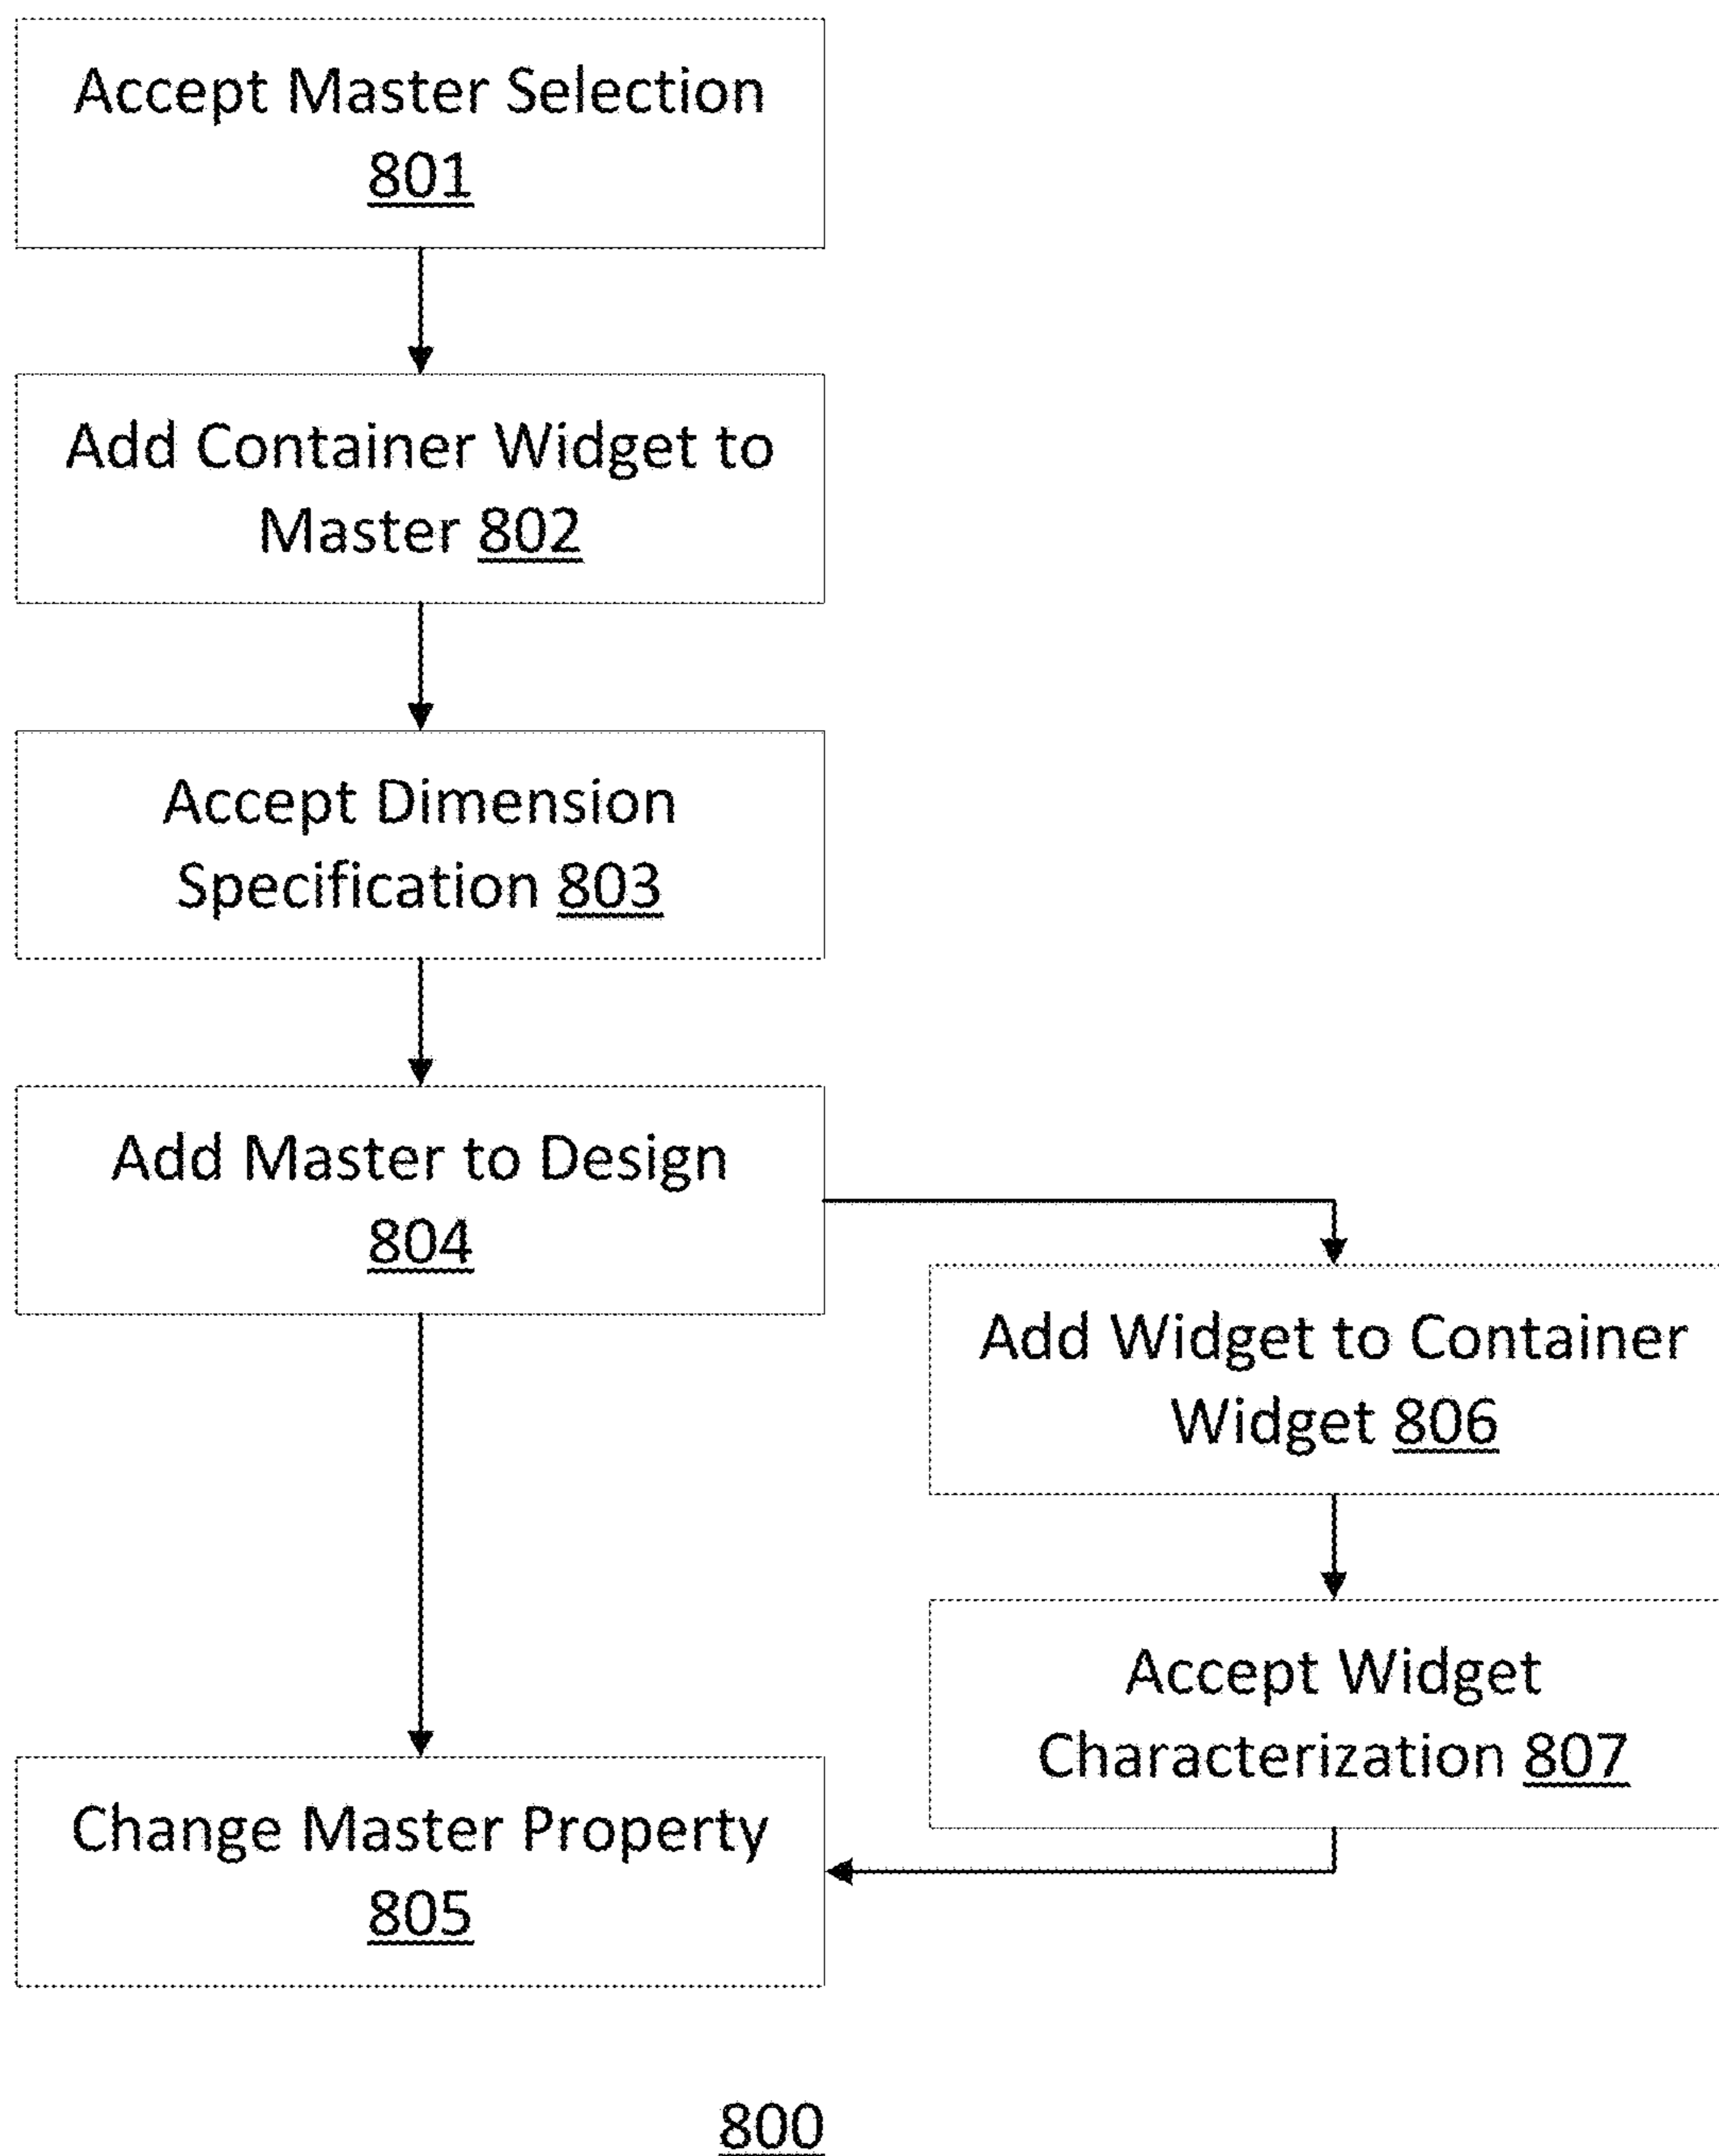 Accept Master Selection
801
Add Container Widget to
Master 802
Accept Dimension
Specification 803
Add Master to Design
804
Add Widget to Container
Widget 806
Accept Widget
Characterization 807
Change Master Property
805
800